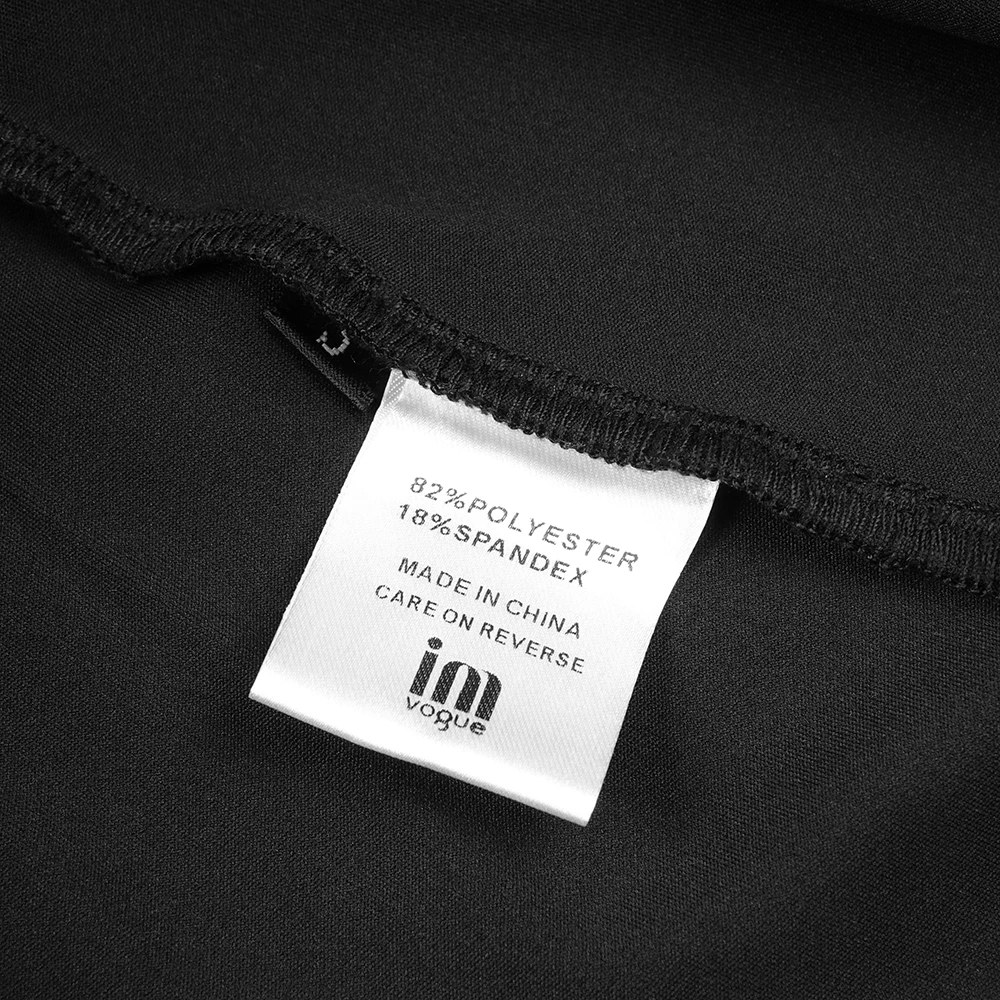 82%POLYESTER
18%SPANDEX
MADE IN CHINA
CARE ON REVERSE
im
vogue